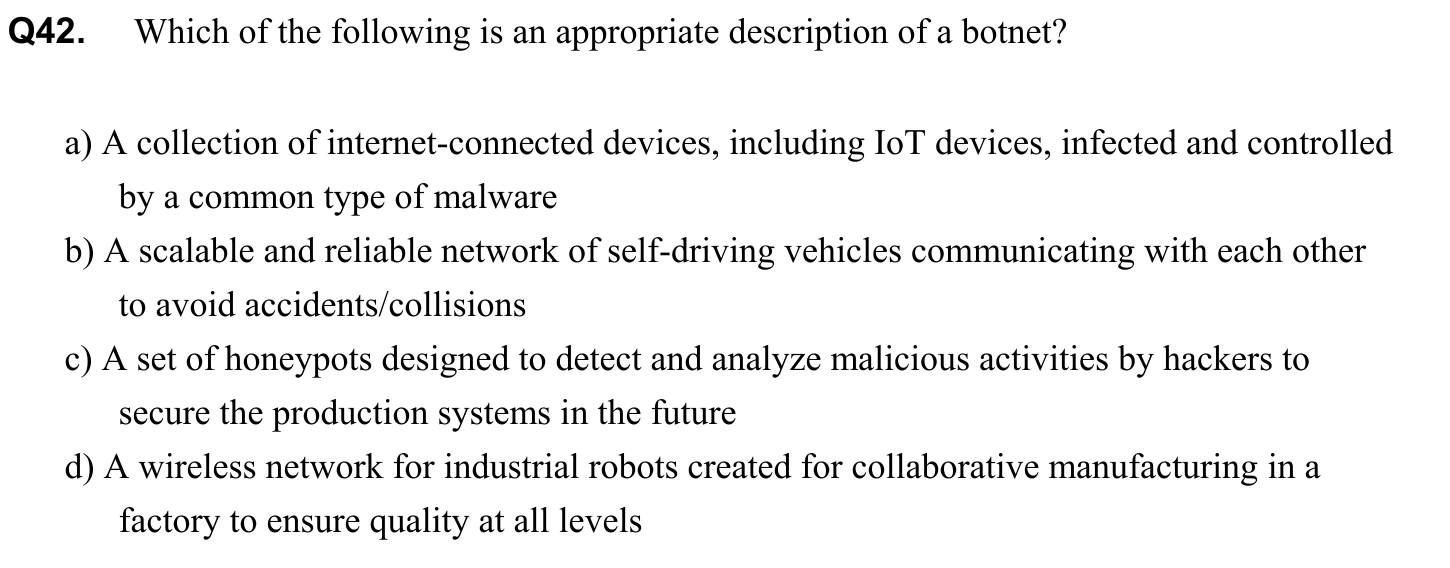 Q42. Which of the following is an appropriate description of a botnet?
a) A collection of internet-connected devices, including IoT devices, infected and controlled
by a common type of malware
b) A scalable and reliable network of self-driving vehicles communicating with each other
to avoid accidents/collisions
c) A set of honeypots designed to detect and analyze malicious activities by hackers to
secure the production systems in the future
d) A wireless network for industrial robots created for collaborative manufacturing in a
factory to ensure quality at all levels